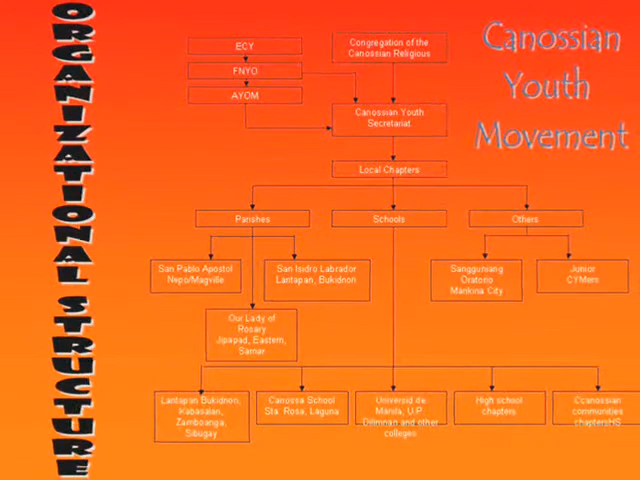 ORGANIZATIONAL STRUCTURE
Canossian
Youth
Movement
ECY
FNYO
AYOM
Congregation of the
Canossian Religious
Canossian Youth
Secretariat
Local Chapters
Parishes
Schools
Others
San Pablo Apostol
Nepo/Magville
San Isidro Labrador
Lantapan, Bukidnon
Our Lady of
Rosary
Jipapad, Eastern,
Samar
Sangguniang
Oratorio
Marikina City
Junior
CYMers
Lantapan Bukidnon,
Kabasalan,
Zamboanga,
Sibugay
Canossa School
Sta. Rosa, Laguna
Universid de
Manila, U.P
Dilimnan and other
colleges
High school
chapters
Ccanossian
communities
chaptersHS